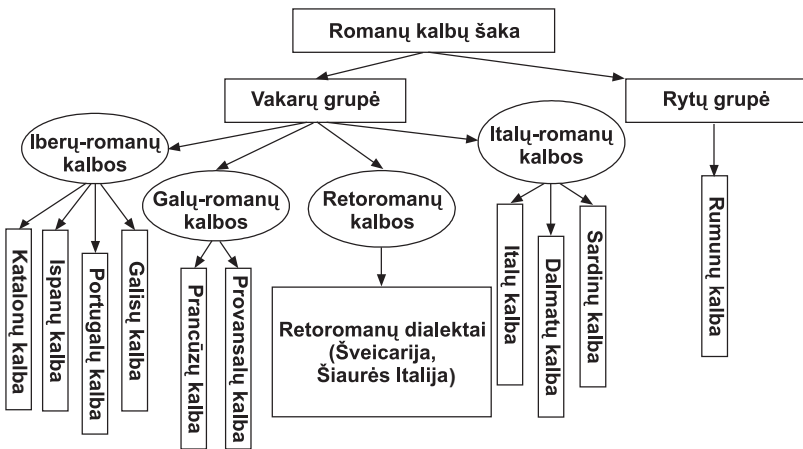 Romanų kalbų šaka
Vakarų grupė
Rytų grupė
Iberų-romanų
kalbos
Galų-romanų
kalbos
Retoromanų
kalbos
Italų-romanų
kalbos
Katalonų kalba
Ispanų kalba
Portugalų kalba
Galisų kalba
Prancūzų kalba
Provansalų kalba
Retoromanų dialektai
(Šveicarija,
Šiaurės Italija)
Italų kalba
Dalmatų kalba
Sardinų kalba
Rumunų kalba